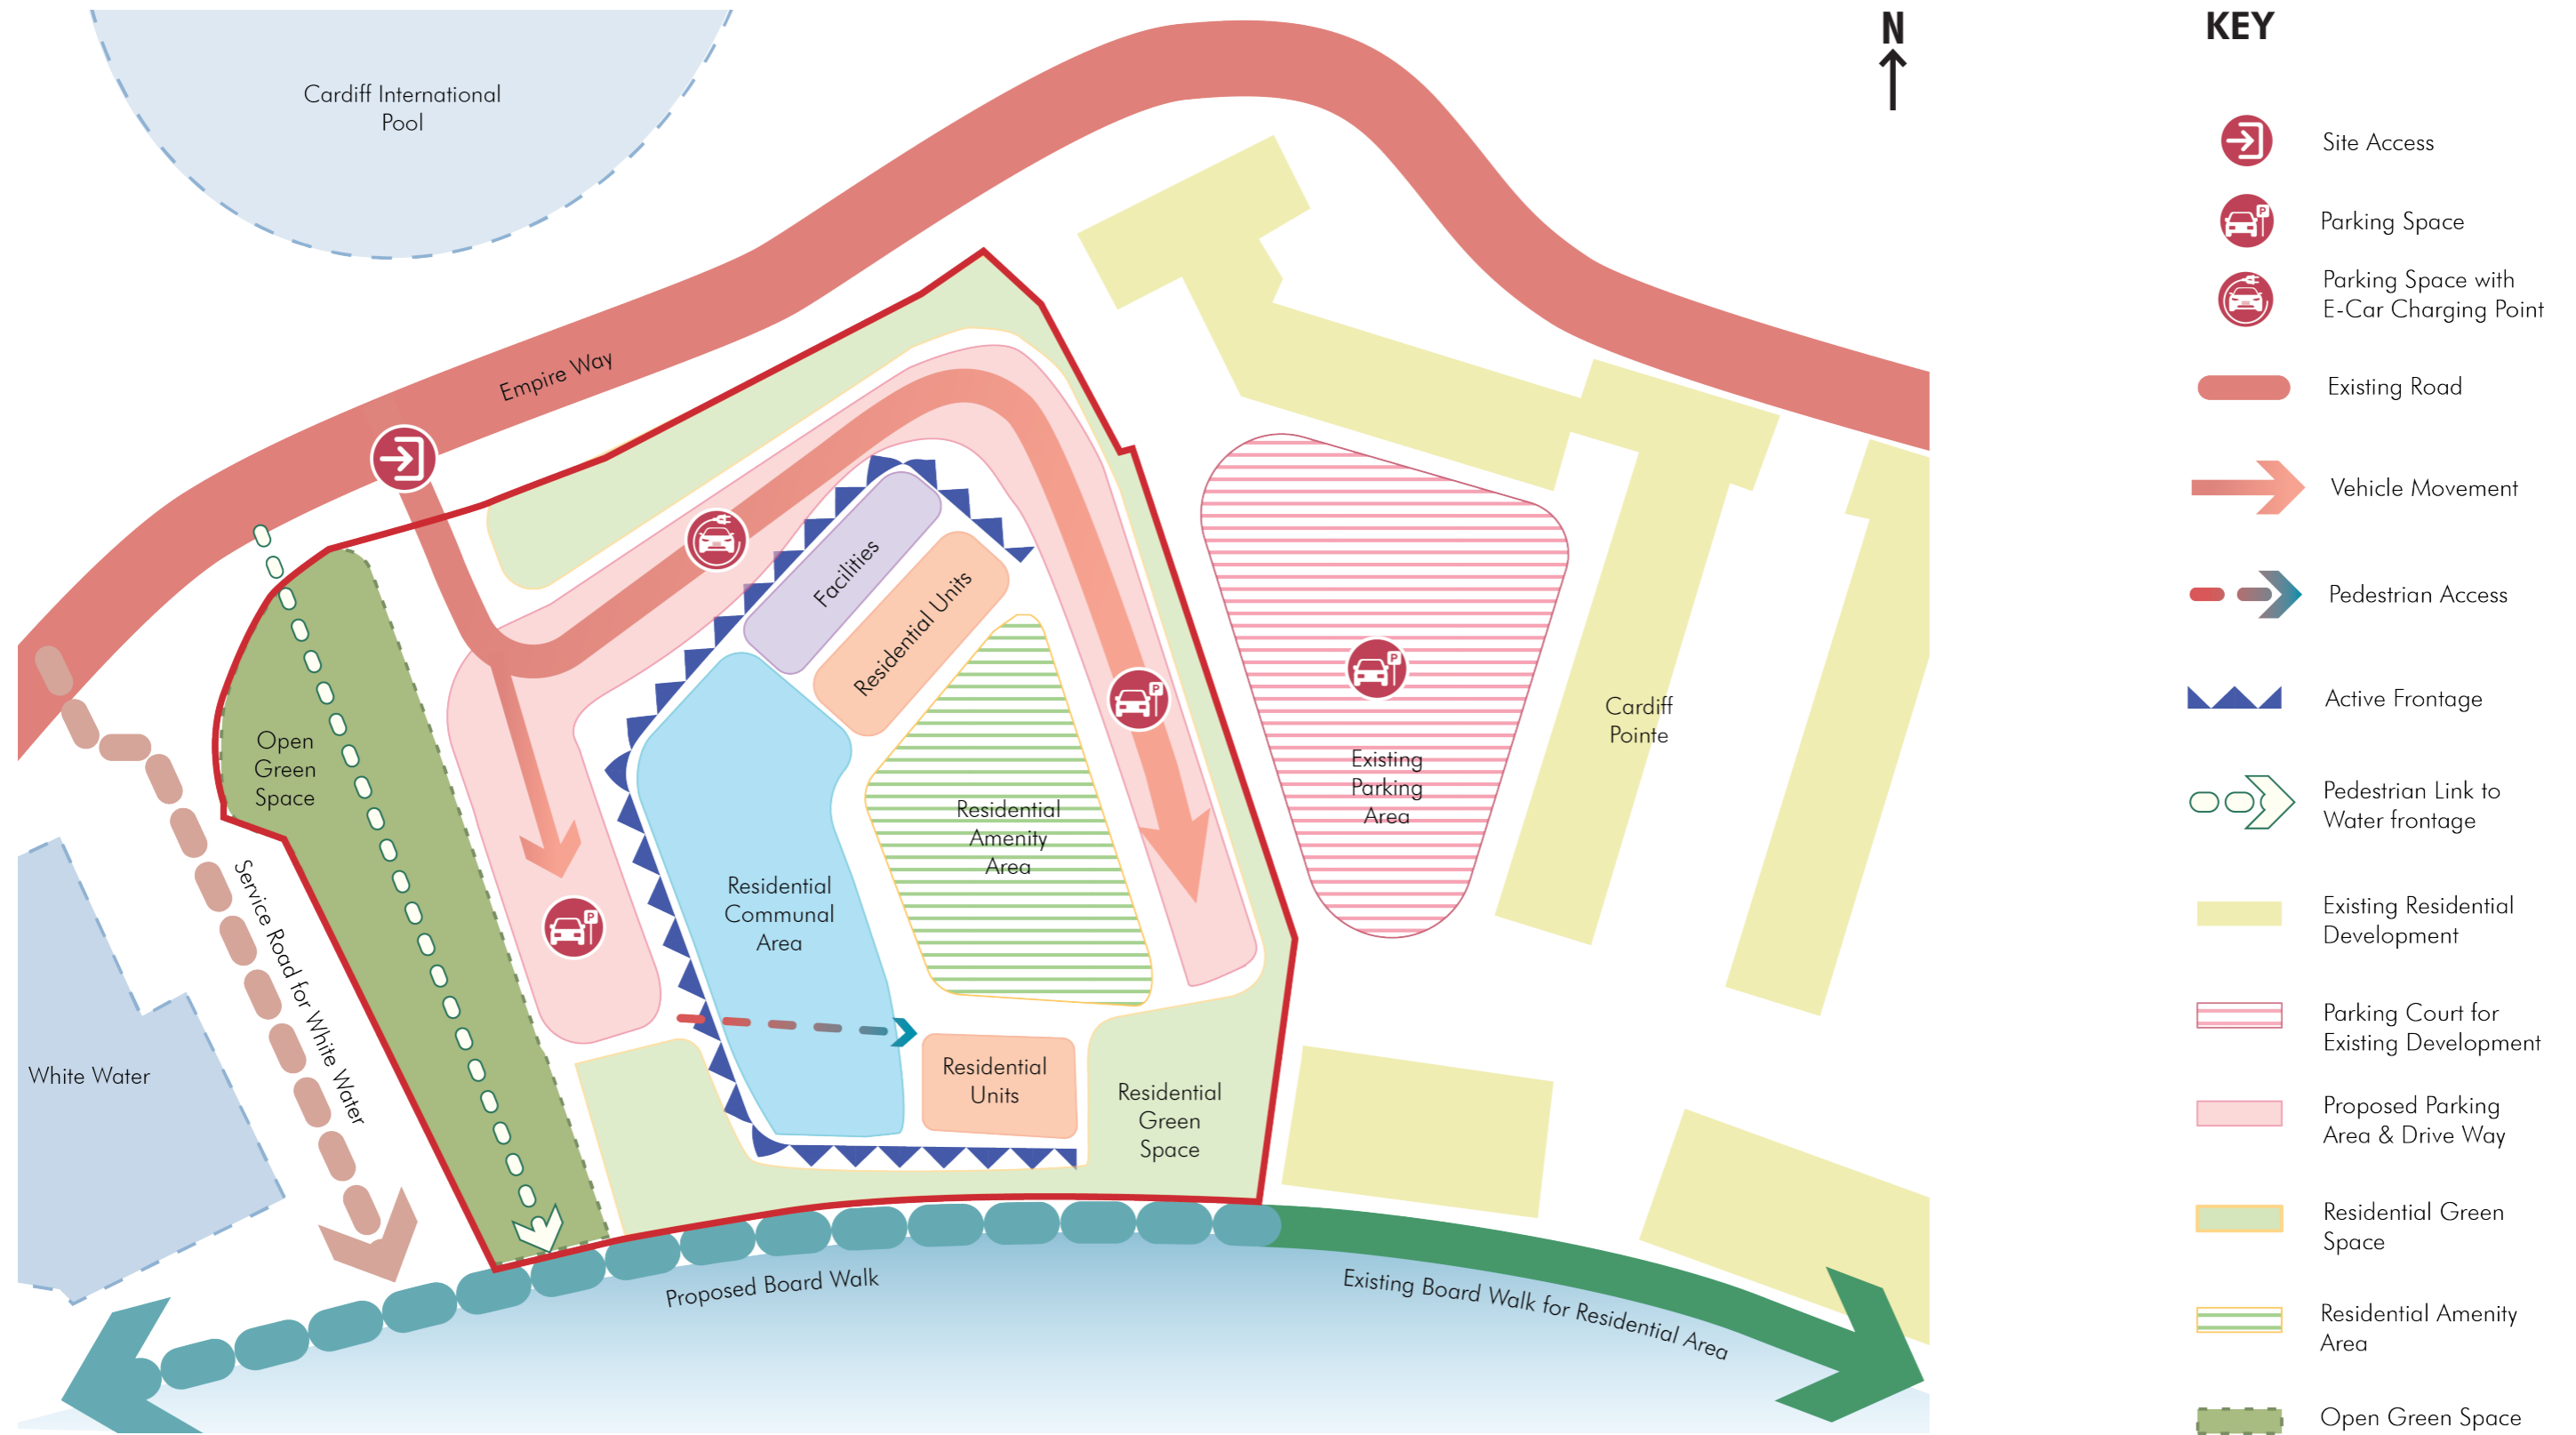 Cardiff International
Pool
N
Empire Way
Facilities
Residential Units
Open
Green
Space
Cardiff
Pointe
Existing
Parking
Area
Residential
Amenity
Area
Residential
Communal
Area
Service Road for White Water
White Water
Residential
Units
Residential
Green
Space
Proposed Board Walk
Existing Board Walk for Residential Area
KEY
Site Access
P
Parking Space
Parking Space with
E-Car Charging Point
Existing Road
Vehicle Movement
Pedestrian Access
Active Frontage
Pedestrian Link to
Water frontage
Existing Residential
Development
Parking Court for
Existing Development
Proposed Parking
Area & Drive Way
Residential Green
Space
Residential Amenity
Area
Open Green Space
P
P
P